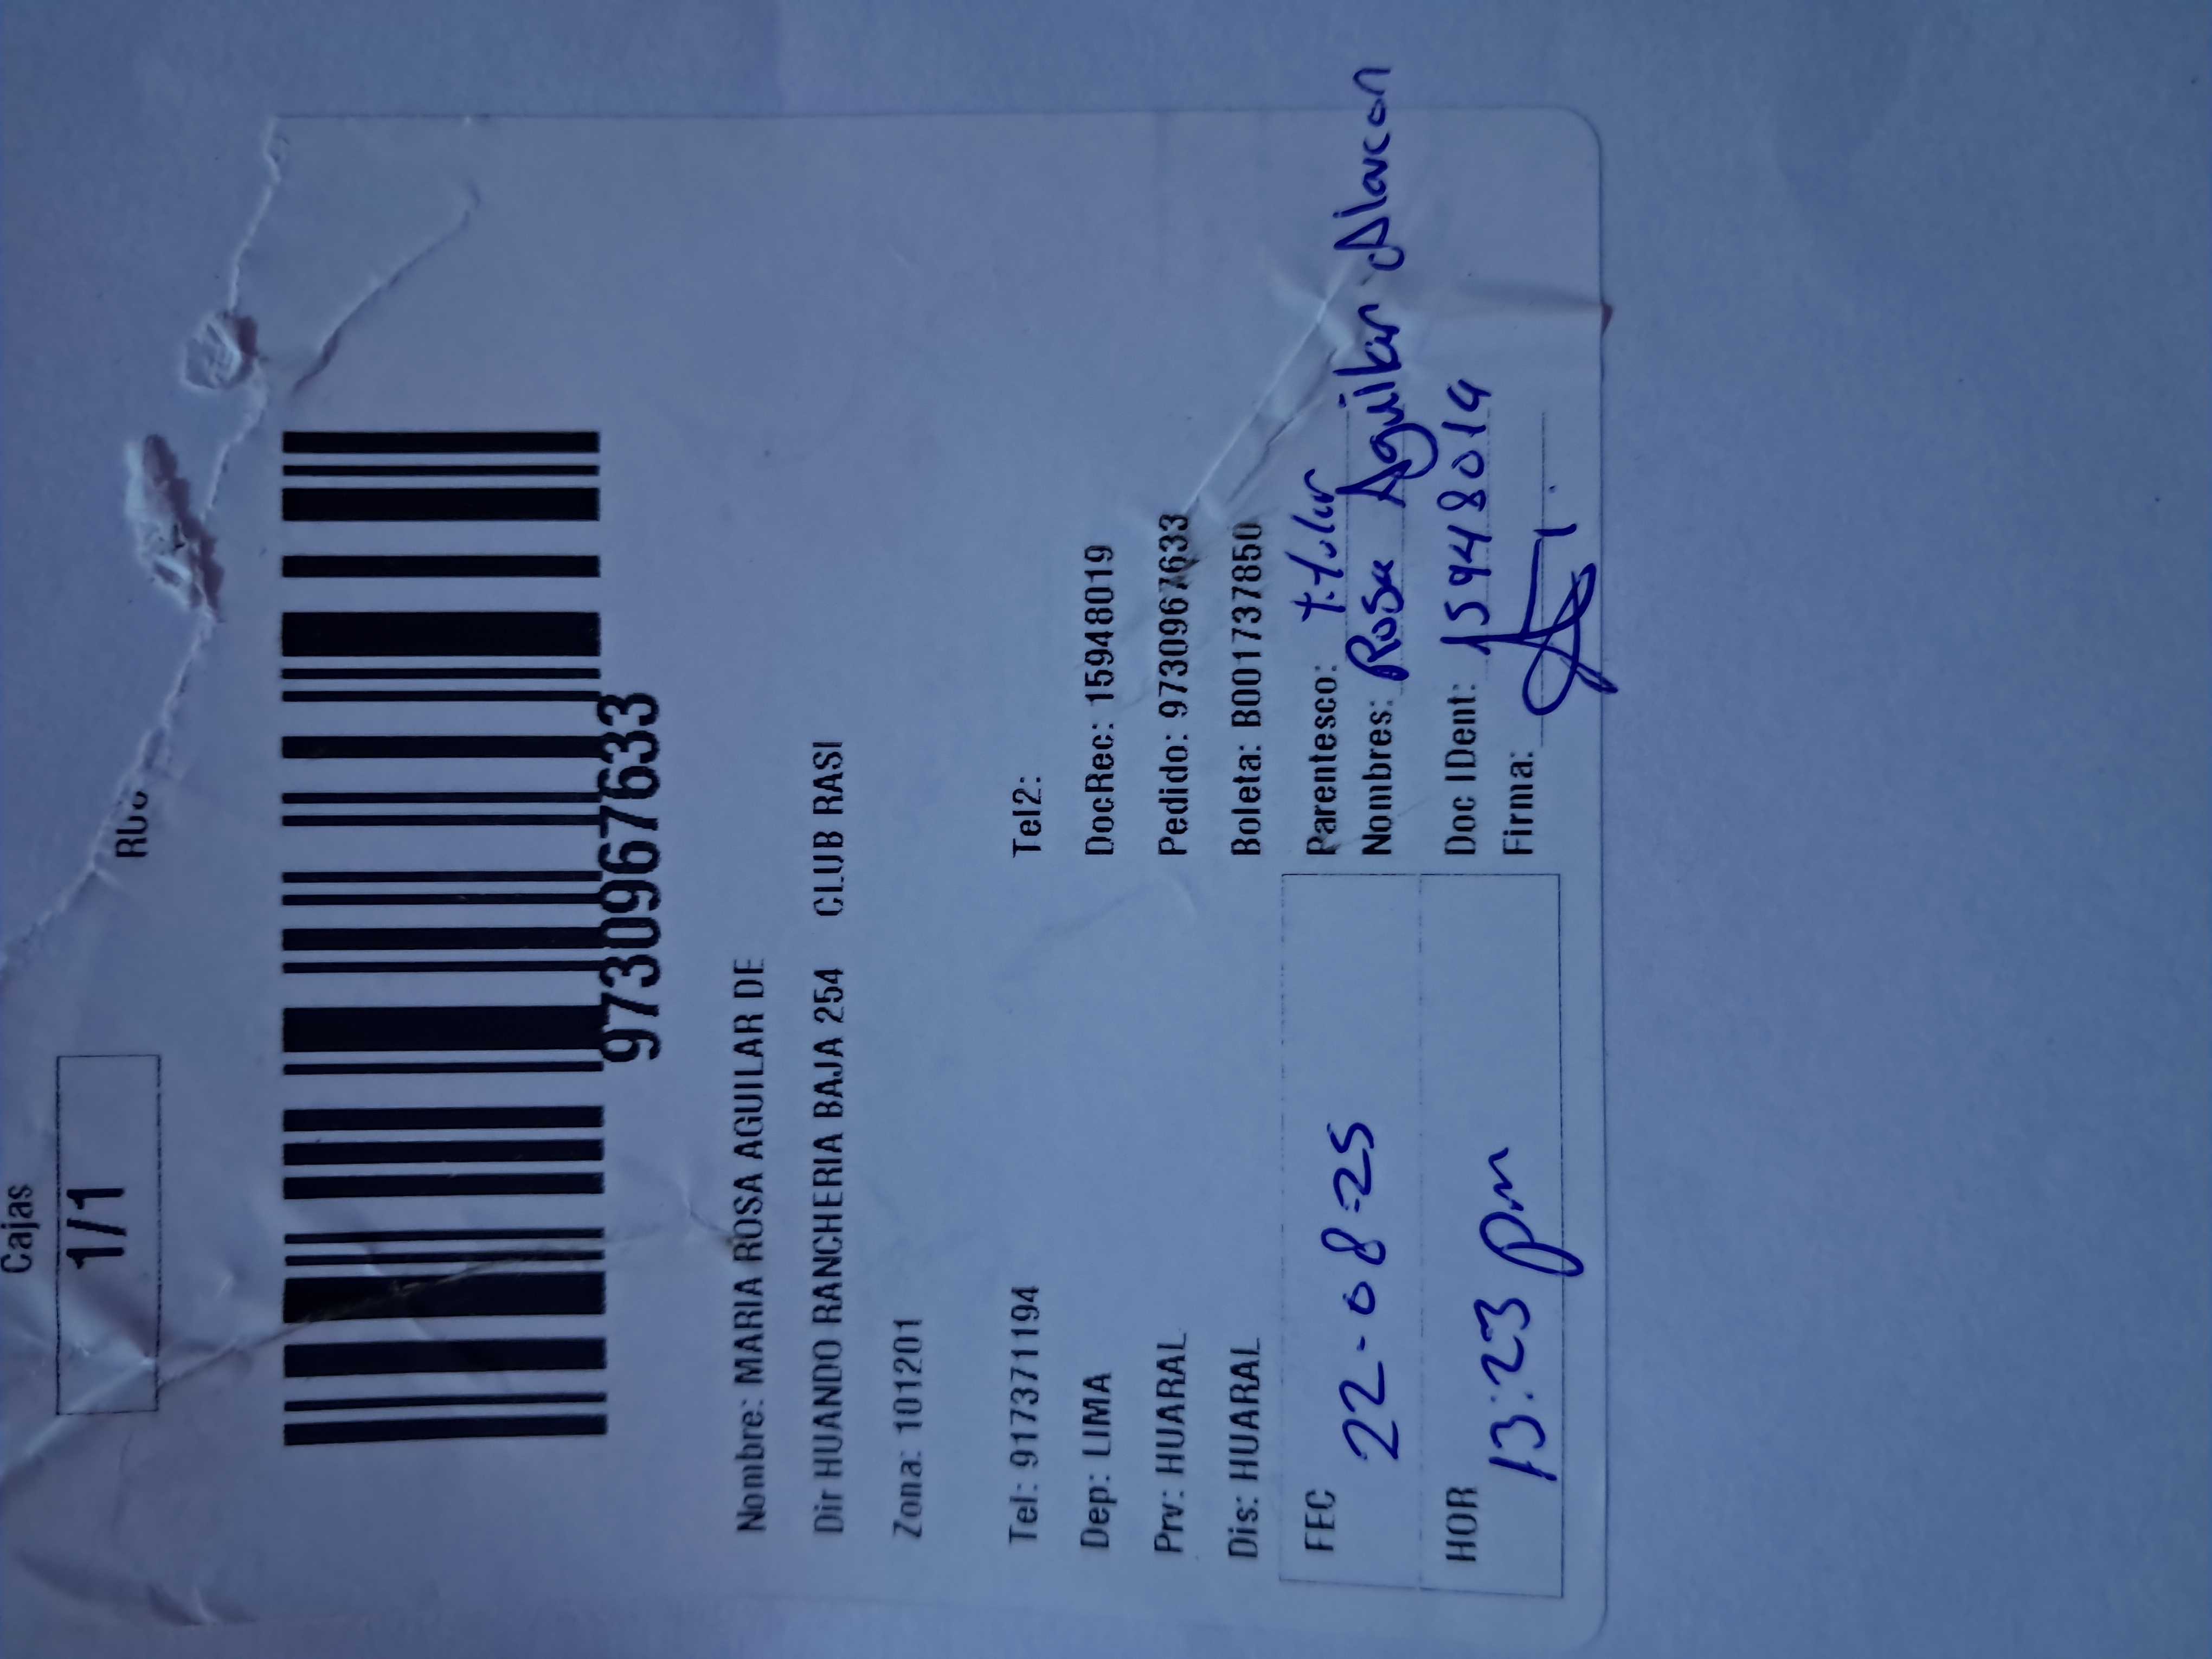 Cajas
1/1
9730967633
Nombre: MARIA ROSA AGUILAR DE
Dir HUANDO RANCHERIA BAJA 254 CLUB RASI
Zona: 101201
Tel: 917371194 Tel2:
Dep: LIMA DocRec: 15948019
Prv: HUARAL Pedido: 9730967633
Dis: HUARAL Boleta: B001737850
FEC 22-08-25 Parentesco: titular
Nombres: Rosa Aguilar Alarcon
HOR 13:23 pm Doc IDent: 15948019
Firma: